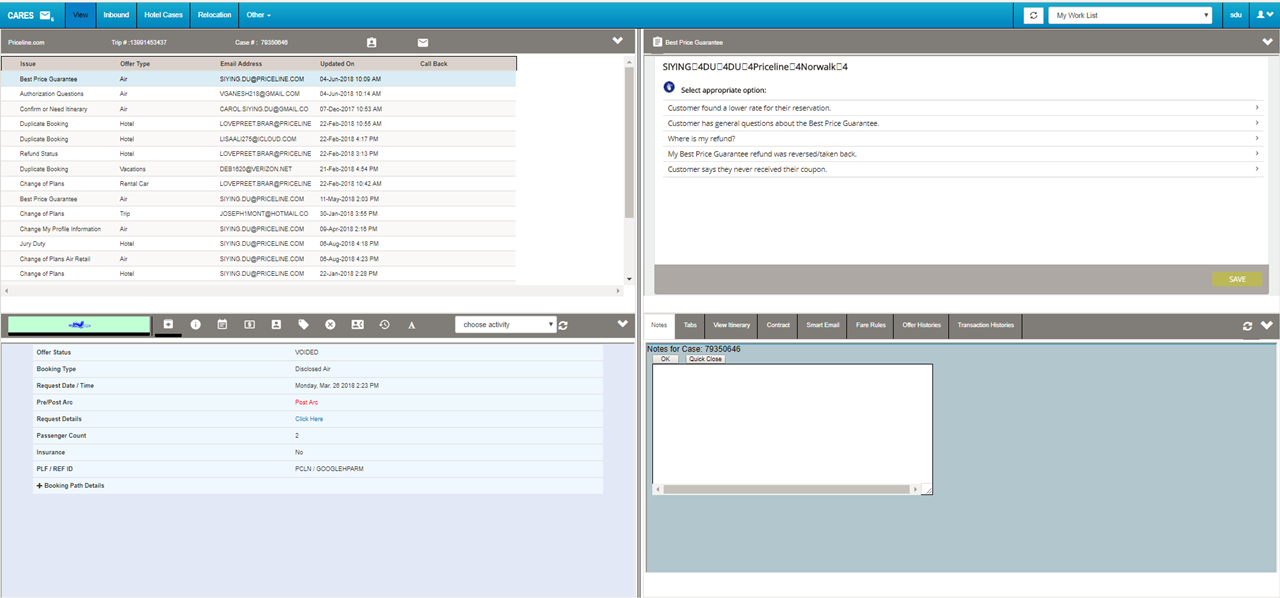 CARES 6 View Inbound Hotel Cases Relocation Other My Work List sdu
Priceline.com Trip # :13991453437 Case # : 79350646
Issue Offer Type Email Address Updated On Call Back
Best Price Guarantee Air SIYING.DU@PRICELINE.COM 04-Jun-2018 10:09 AM
Authorization Questions Air VGANESH218@GMAIL.COM 04-Jun-2018 10:14 AM
Confirm or Need Itinerary Air CAROL.SIYING.DU@GMAIL.CO 07-Dec-2017 10:53 AM
Duplicate Booking Hotel LOVEPREET.BRAR@PRICELINE 22-Feb-2018 10:55 AM
Duplicate Booking Hotel LISAALI275@ICLOUD.COM 22-Feb-2018 4:17 PM
Refund Status Hotel LOVEPREET.BRAR@PRICELINE 22-Feb-2018 3:13 PM
Duplicate Booking Vacations DEB1620@VERIZON.NET 21-Feb-2018 4:54 PM
Change of Plans Rental Car LOVEPREET.BRAR@PRICELINE 22-Feb-2018 10:42 AM
Best Price Guarantee Air SIYING.DU@PRICELINE.COM 11-May-2018 2:03 PM
Change of Plans Trip JOSEPH1MONT@HOTMAIL.CO 30-Jan-2018 3:55 PM
Change My Profile Information Air SIYING.DU@PRICELINE.COM 09-Apr-2018 2:16 PM
Jury Duty Hotel SIYING.DU@PRICELINE.COM 06-Aug-2018 4:18 PM
Change of Plans Air Retail Air SIYING.DU@PRICELINE.COM 06-Aug-2018 4:23 PM
Change of Plans Hotel SIYING.DU@PRICELINE.COM 22-Jan-2018 2:28 PM
Best Price Guarantee
SIYING□4DU□4DU□4Priceline□4Norwalk□4
Select appropriate option:
Customer found a lower rate for their reservation.
Customer has general questions about the Best Price Guarantee.
Where is my refund?
My Best Price Guarantee refund was reversed/taken back.
Customer says they never received their coupon.
SAVE
A choose activity
Offer Status VOIDED
Booking Type Disclosed Air
Request Date / Time Monday, Mar. 26 2018 2:23 PM
Pre/Post Arc Post Arc
Request Details Click Here
Passenger Count 2
Insurance No
PLF / REF ID PCLN / GOOGLEHPARM
Booking Path Details
Notes Tabs View Itinerary Contract Smart Email Fare Rules Offer Histories Transaction Histories
Notes for Case: 79350646
OK Quick Close